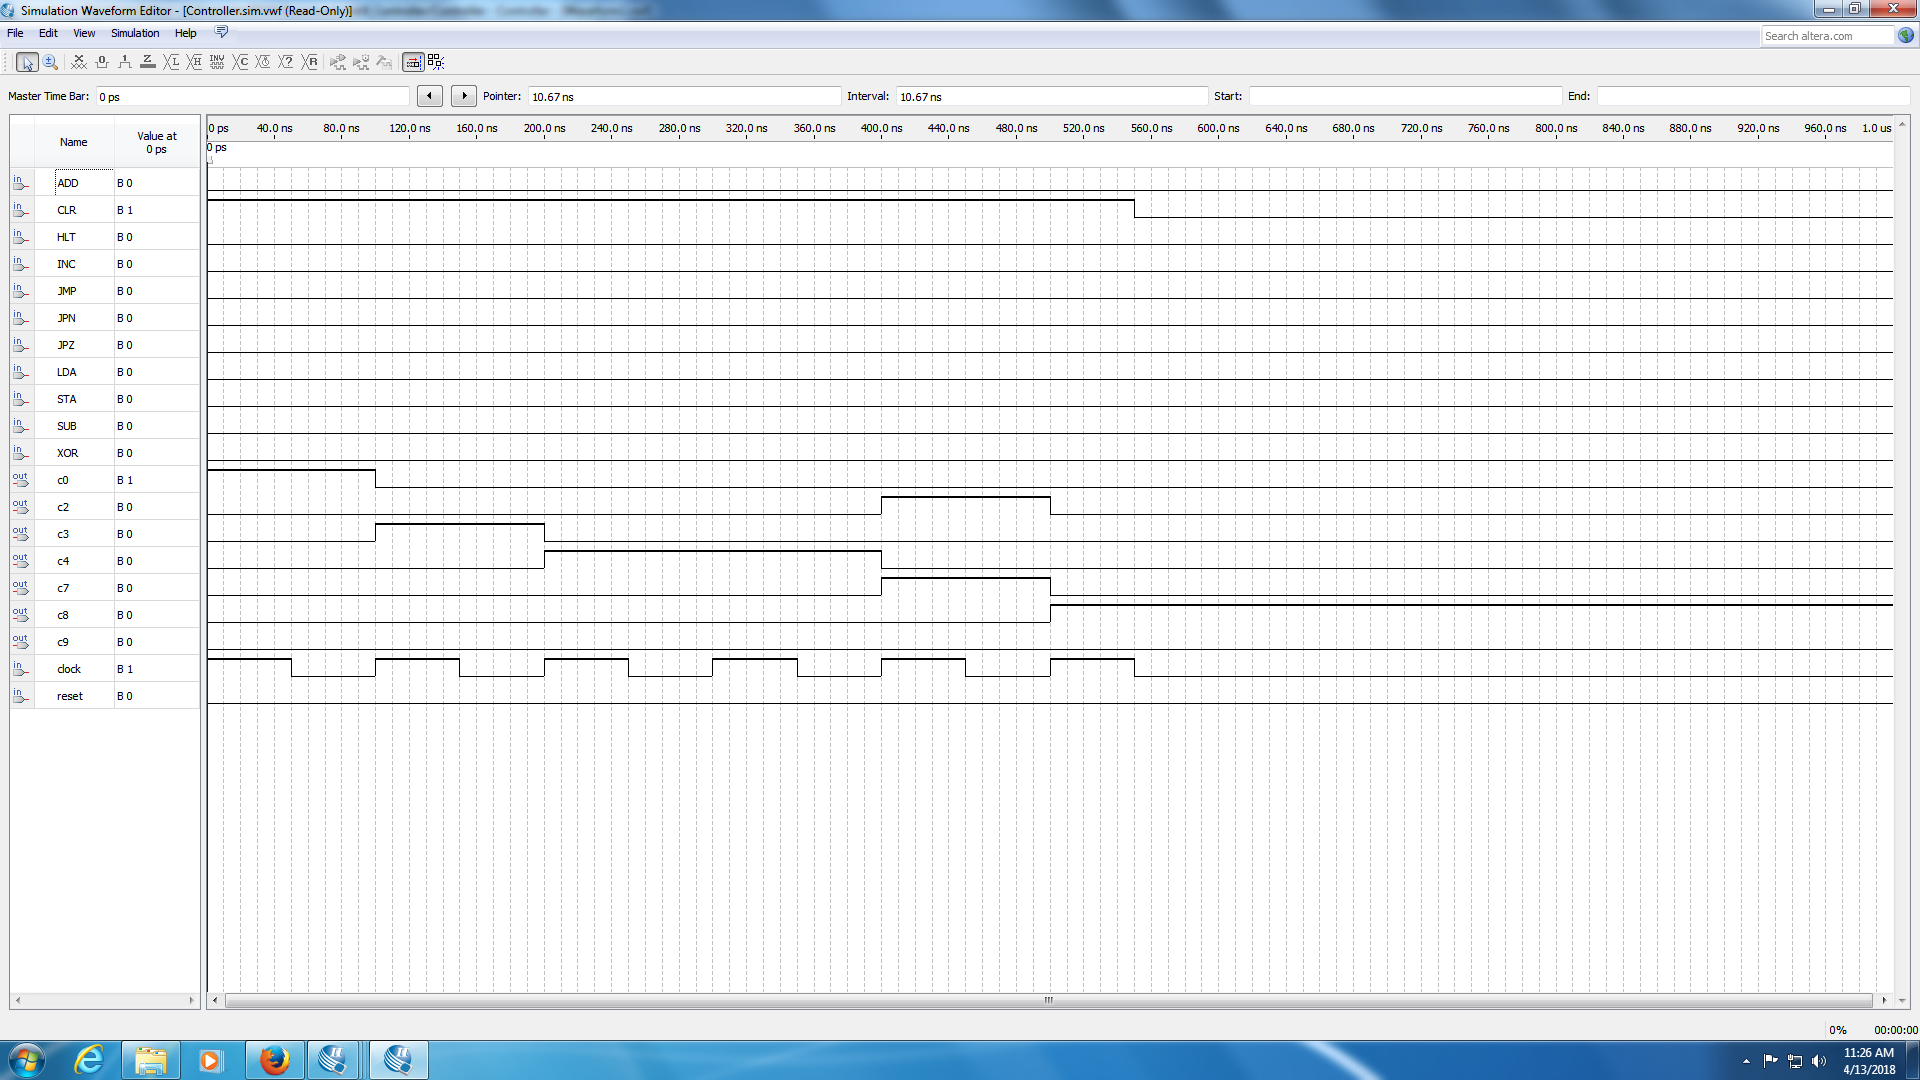 Simulation Waveform Editor - [Controller.sim.vwf (Read-Only)]
File Edit View Simulation Help
Search altera.com
Master Time Bar: 0 ps Pointer: 10.67 ns Interval: 10.67 ns Start: End:
Name Value at 0 ps
0 ps 40.0 ns 80.0 ns 120.0 ns 160.0 ns 200.0 ns 240.0 ns 280.0 ns 320.0 ns 360.0 ns 400.0 ns 440.0 ns 480.0 ns 520.0 ns 560.0 ns 600.0 ns 640.0 ns 680.0 ns 720.0 ns 760.0 ns 800.0 ns 840.0 ns 880.0 ns 920.0 ns 960.0 ns 1.0 us
0 ps
in ADD B 0
in CLR B 1
in HLT B 0
in INC B 0
in JMP B 0
in JPN B 0
in JPZ B 0
in LDA B 0
in STA B 0
in SUB B 0
in XOR B 0
out c0 B 1
out c2 B 0
out c3 B 0
out c4 B 0
out c7 B 0
out c8 B 0
out c9 B 0
in clock B 1
in reset B 0
0% 00:00:00
11:26 AM
4/13/2018